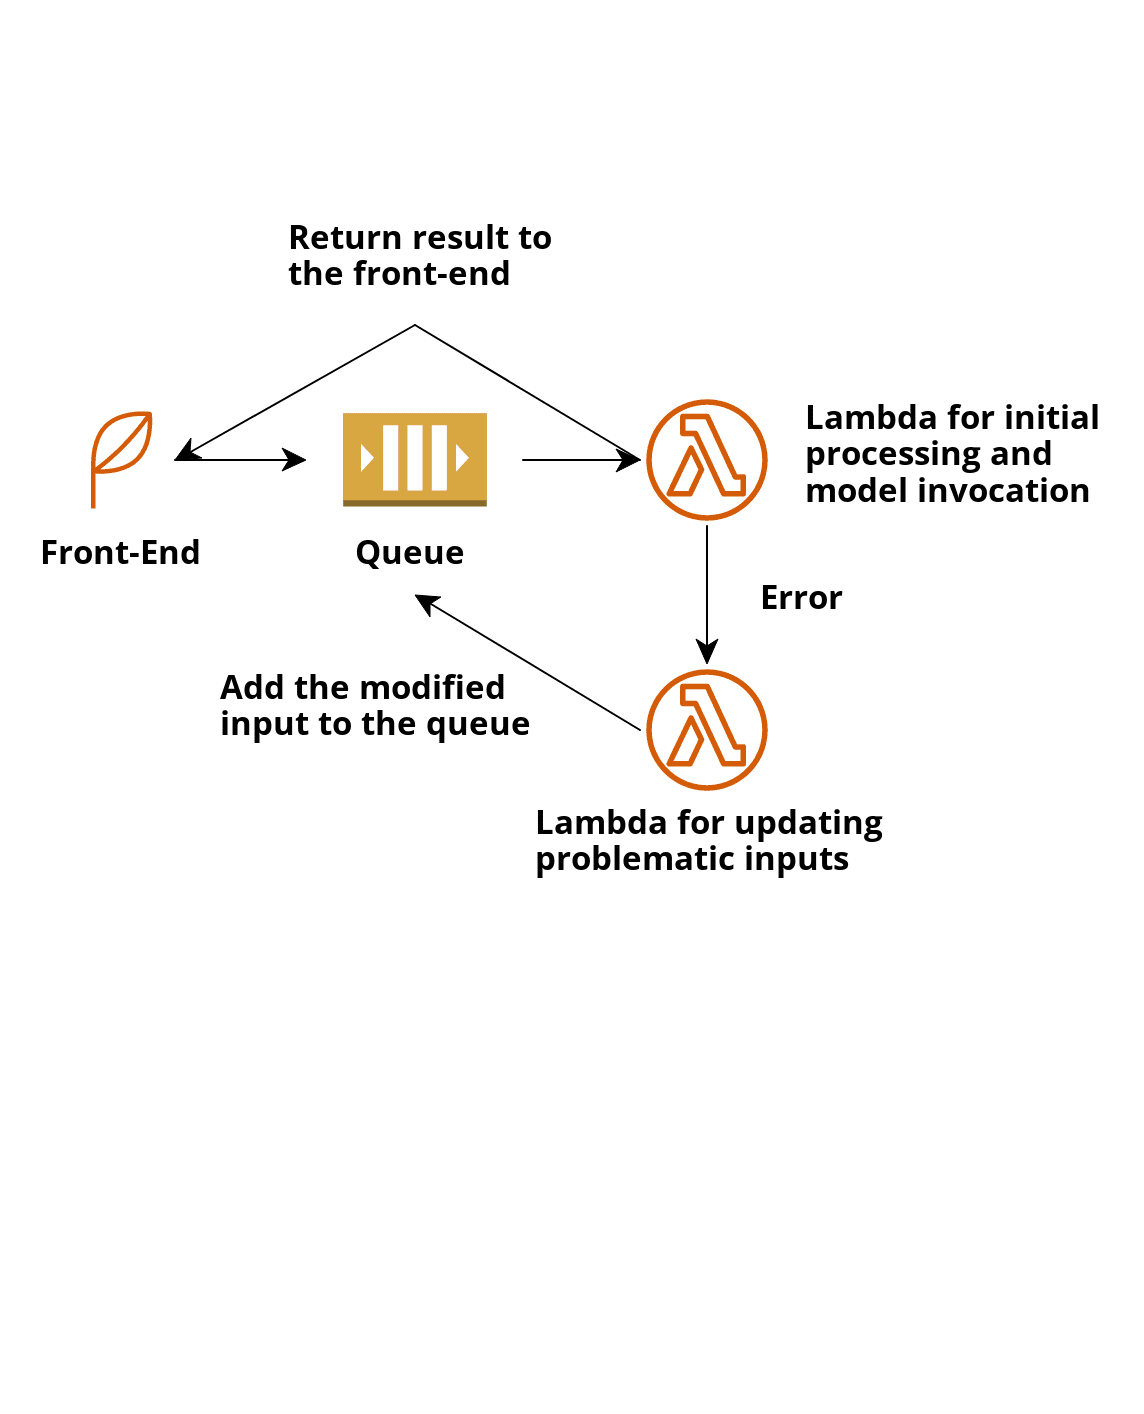 Return result to
the front-end
Lambda for initial
processing and
model invocation
Front-End
Queue
Error
Add the modified
input to the queue
Lambda for updating
problematic inputs